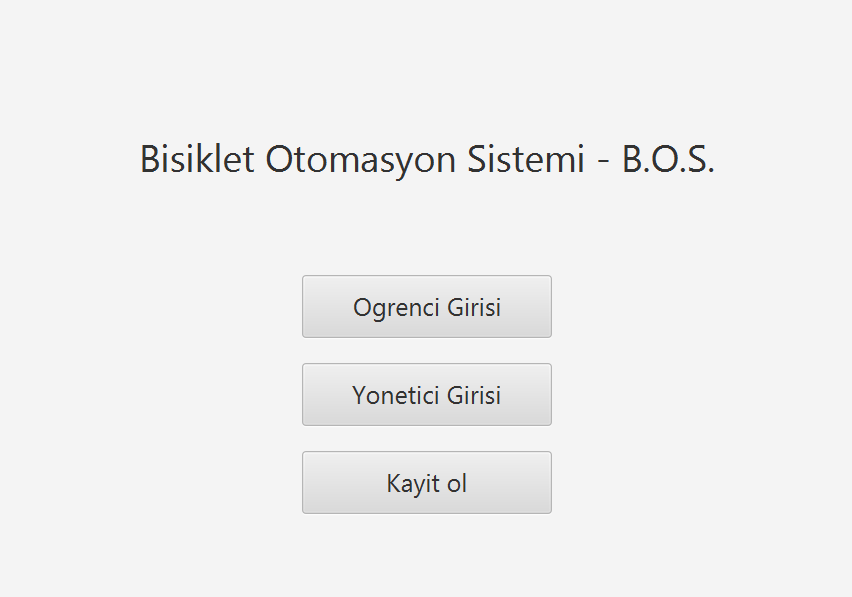 Bisiklet Otomasyon Sistemi - B.O.S.
Ogrenci Girisi
Yonetici Girisi
Kayit ol